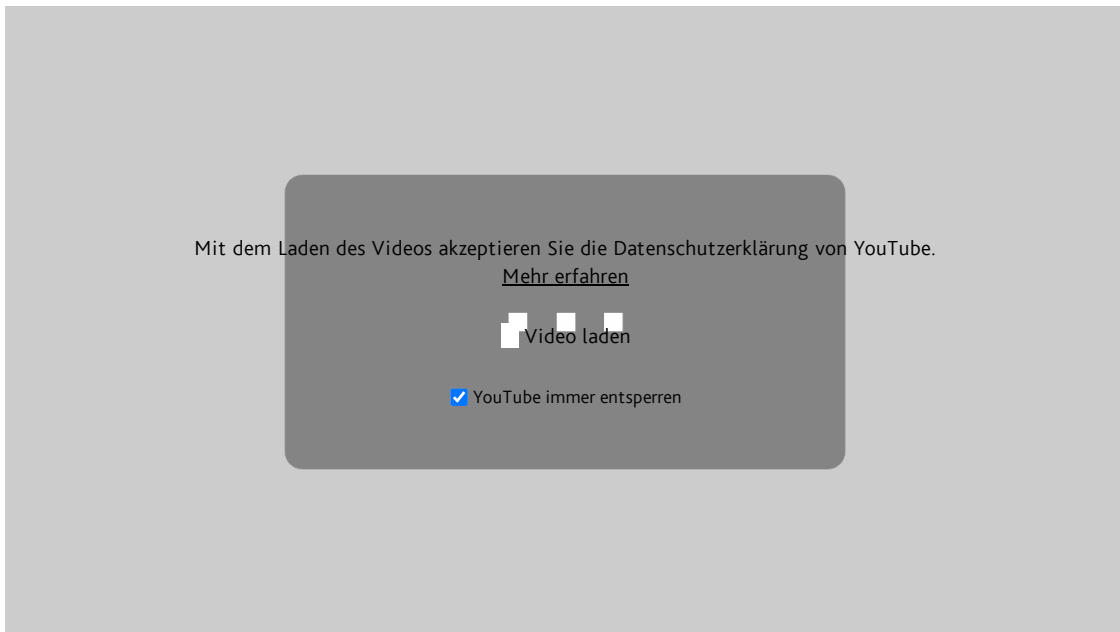 Mit dem Laden des Videos akzeptieren Sie die Datenschutzerklärung von YouTube.
Mehr erfahren
Video laden
YouTube immer entsperren